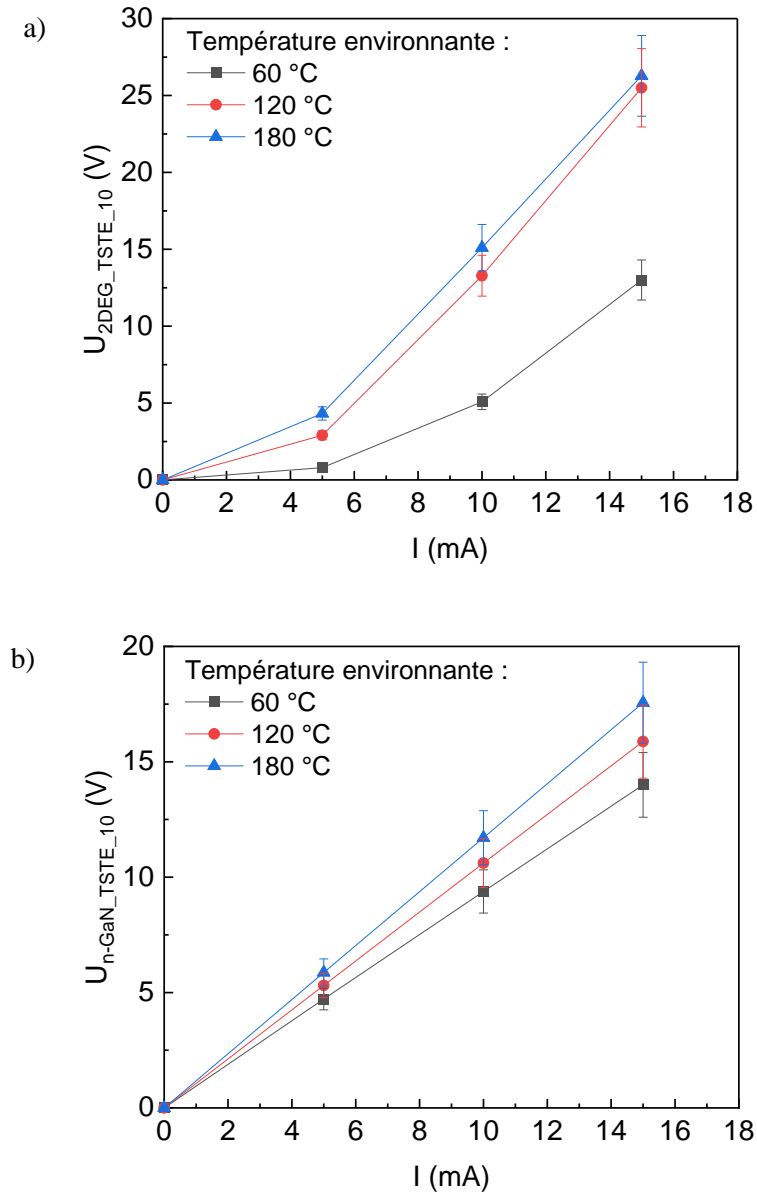 a)
30
25
20
15
10
5
0
U2DEG_TSTE_10 (V)
Température environnante :
60 °C
120 °C
180 °C
0 2 4 6 8 10 12 14 16 18
I (mA)
b)
20
15
10
5
0
Un-GaN_TSTE_10 (V)
Température environnante :
60 °C
120 °C
180 °C
0 2 4 6 8 10 12 14 16 18
I (mA)